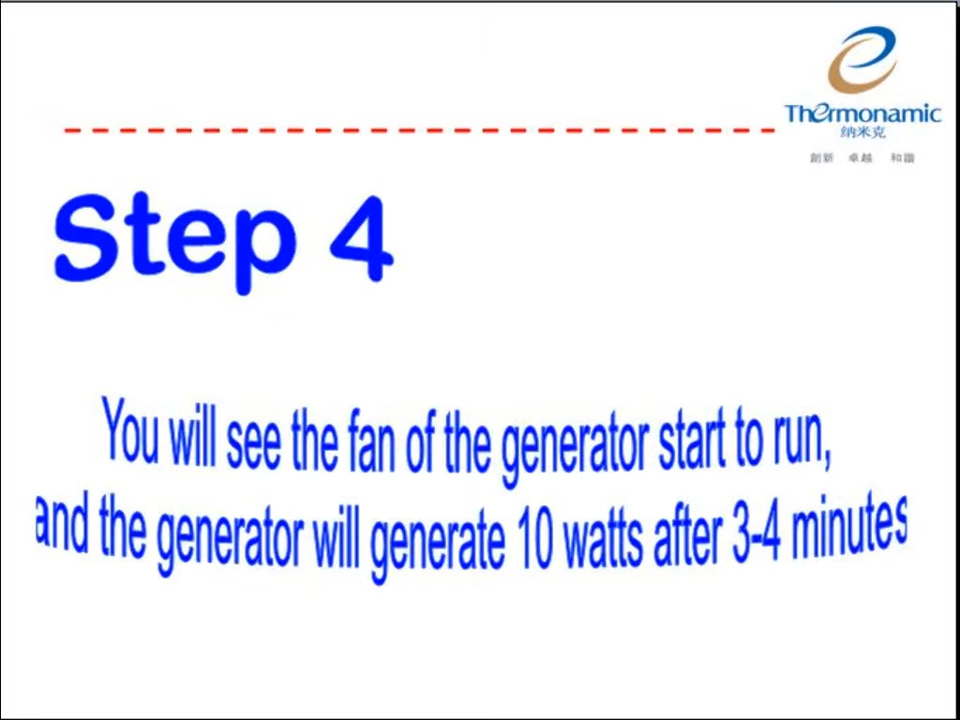 Thermonamic
纳米克
創新 卓越 和諧
Step 4
You will see the fan of the generator start to run,
and the generator will generate 10 watts after 3-4 minutes